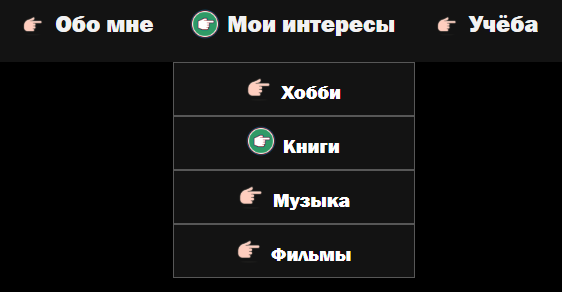 Обо мне Мои интересы Учёба
Хобби
Книги
Музыка
Фильмы